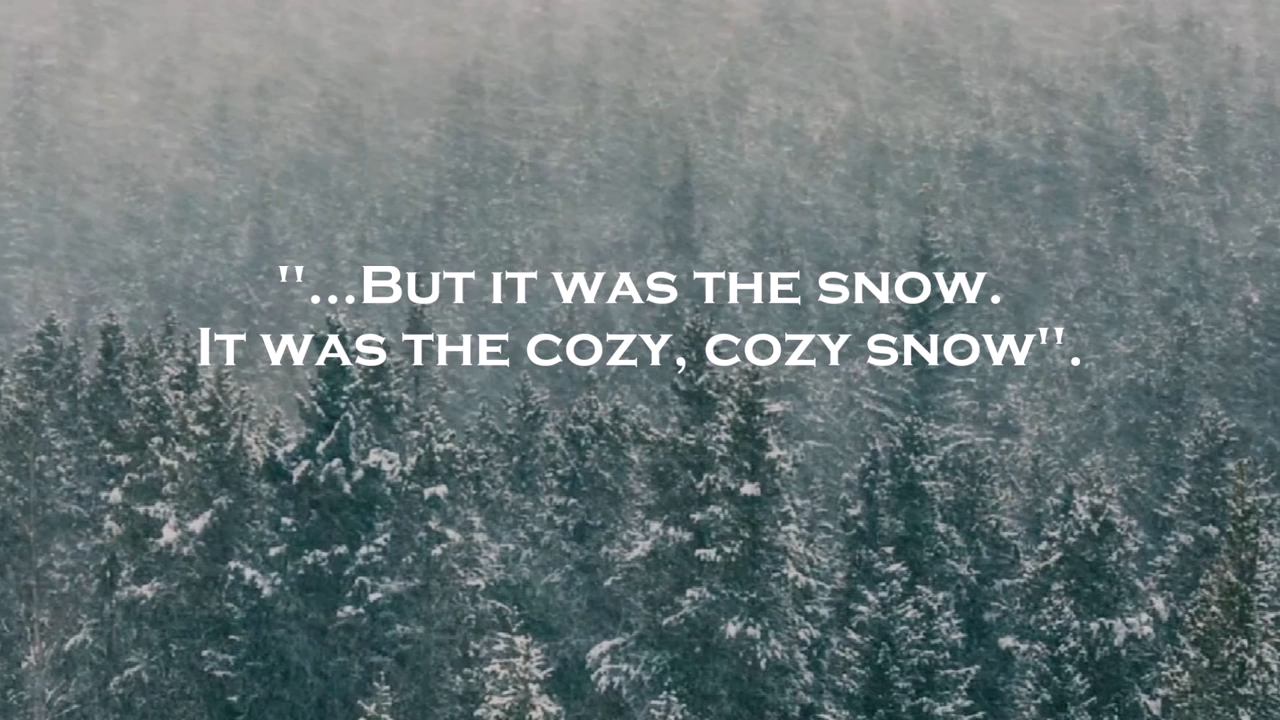 "...But it was the snow.
It was the cozy, cozy snow".